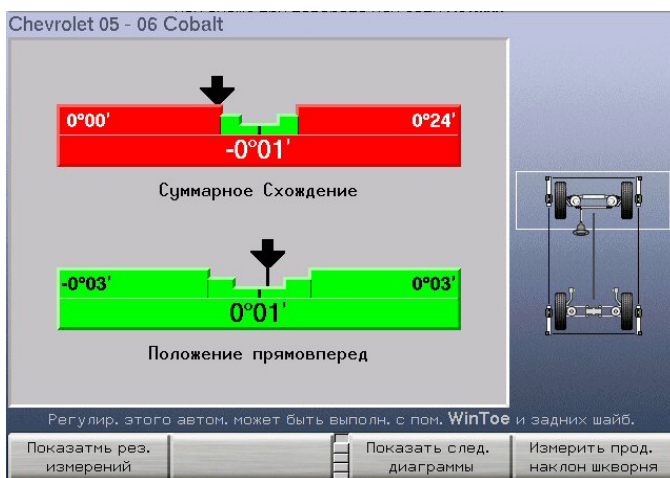 Chevrolet 05 - 06 Cobalt
0°00' 0°24'
-0°01'
Суммарное Схождение
-0°03' 0°03'
0°01'
Положение прямовперед
Регулир. этого автом. может быть выполн. с пом. WinToe и задних шайб.
Показатмь рез. измерений
Показать след. диаграммы
Измерить прод. наклон шкворня